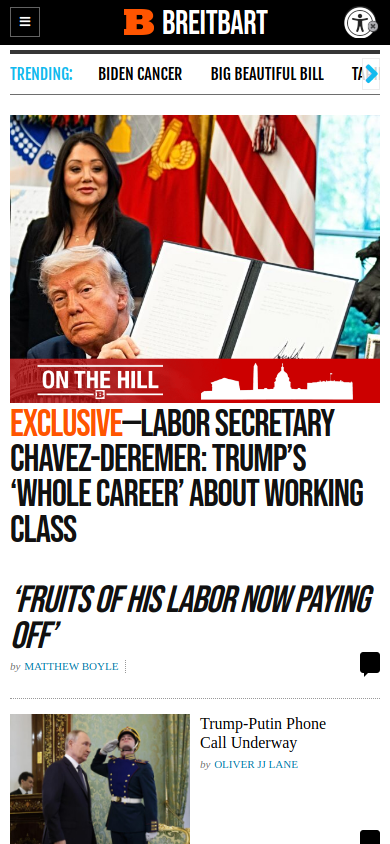 BREITBART
TRENDING:
BIDEN CANCER
BIG BEAUTIFUL BILL
ON THE HILL
EXCLUSIVE—LABOR SECRETARY
CHAVEZ-DEREMER: TRUMP'S
'WHOLE CAREER' ABOUT WORKING
CLASS
'FRUITS OF HIS LABOR NOW PAYING
OFF'
by MATTHEW BOYLE
Trump-Putin Phone
Call Underway
by OLIVER JJ LANE